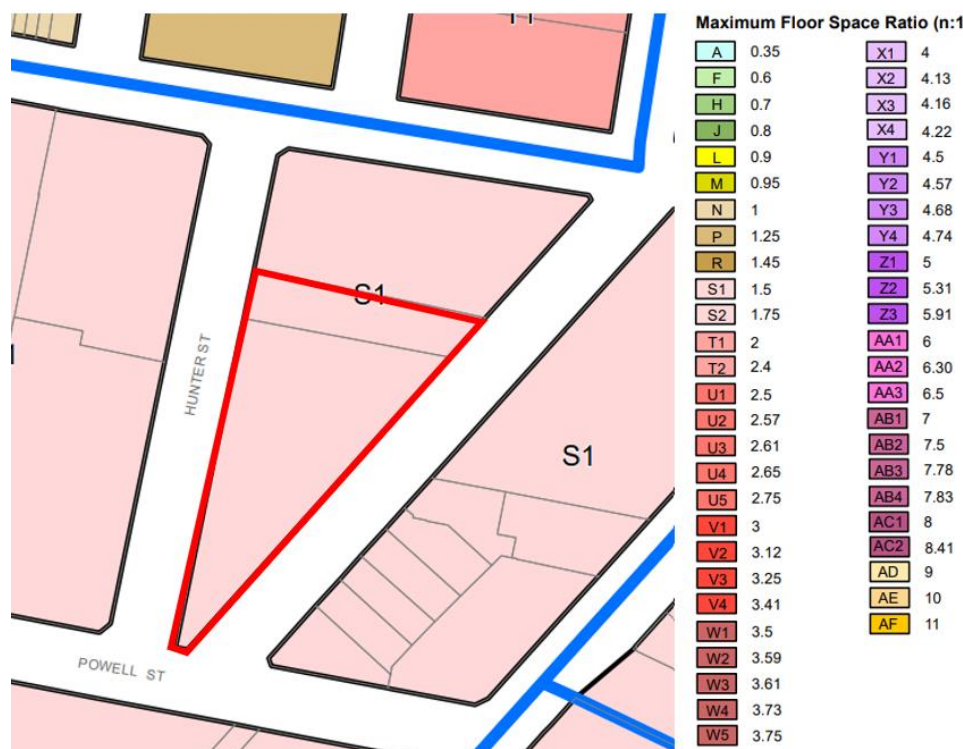 Maximum Floor Space Ratio (n:1
A 0.35
F 0.6
H 0.7
J 0.8
L 0.9
M 0.95
N 1
P 1.25
R 1.45
S1 1.5
S2 1.75
T1 2
T2 2.4
U1 2.5
U2 2.57
U3 2.61
U4 2.65
U5 2.75
V1 3
V2 3.12
V3 3.25
V4 3.41
W1 3.5
W2 3.59
W3 3.61
W4 3.73
W5 3.75
X1 4
X2 4.13
X3 4.16
X4 4.22
Y1 4.5
Y2 4.57
Y3 4.68
Y4 4.74
Z1 5
Z2 5.31
Z3 5.91
AA1 6
AA2 6.30
AA3 6.5
AB1 7
AB2 7.5
AB3 7.78
AB4 7.83
AC1 8
AC2 8.41
AD 9
AE 10
AF 11
S1
HUNTER ST
S1
POWELL ST